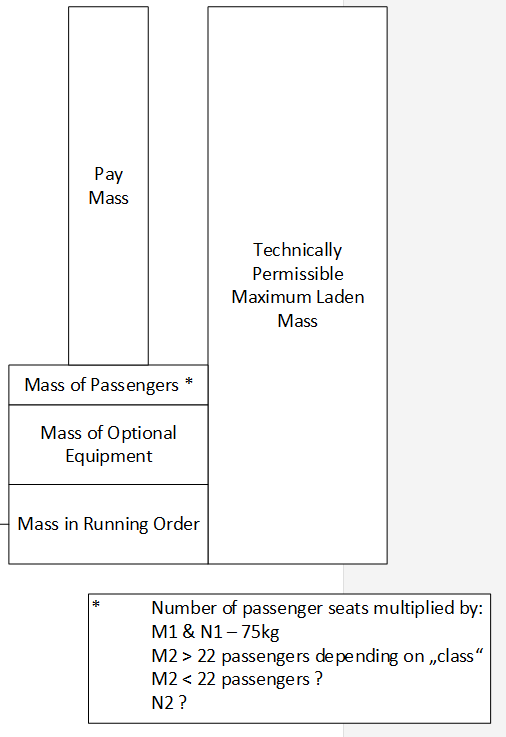 Pay
Mass
Technically
Permissible
Maximum Laden
Mass
Mass of Passengers *
Mass of Optional
Equipment
Mass in Running Order
* Number of passenger seats multiplied by:
M1 & N1 – 75kg
M2 > 22 passengers depending on „class“
M2 < 22 passengers ?
N2 ?